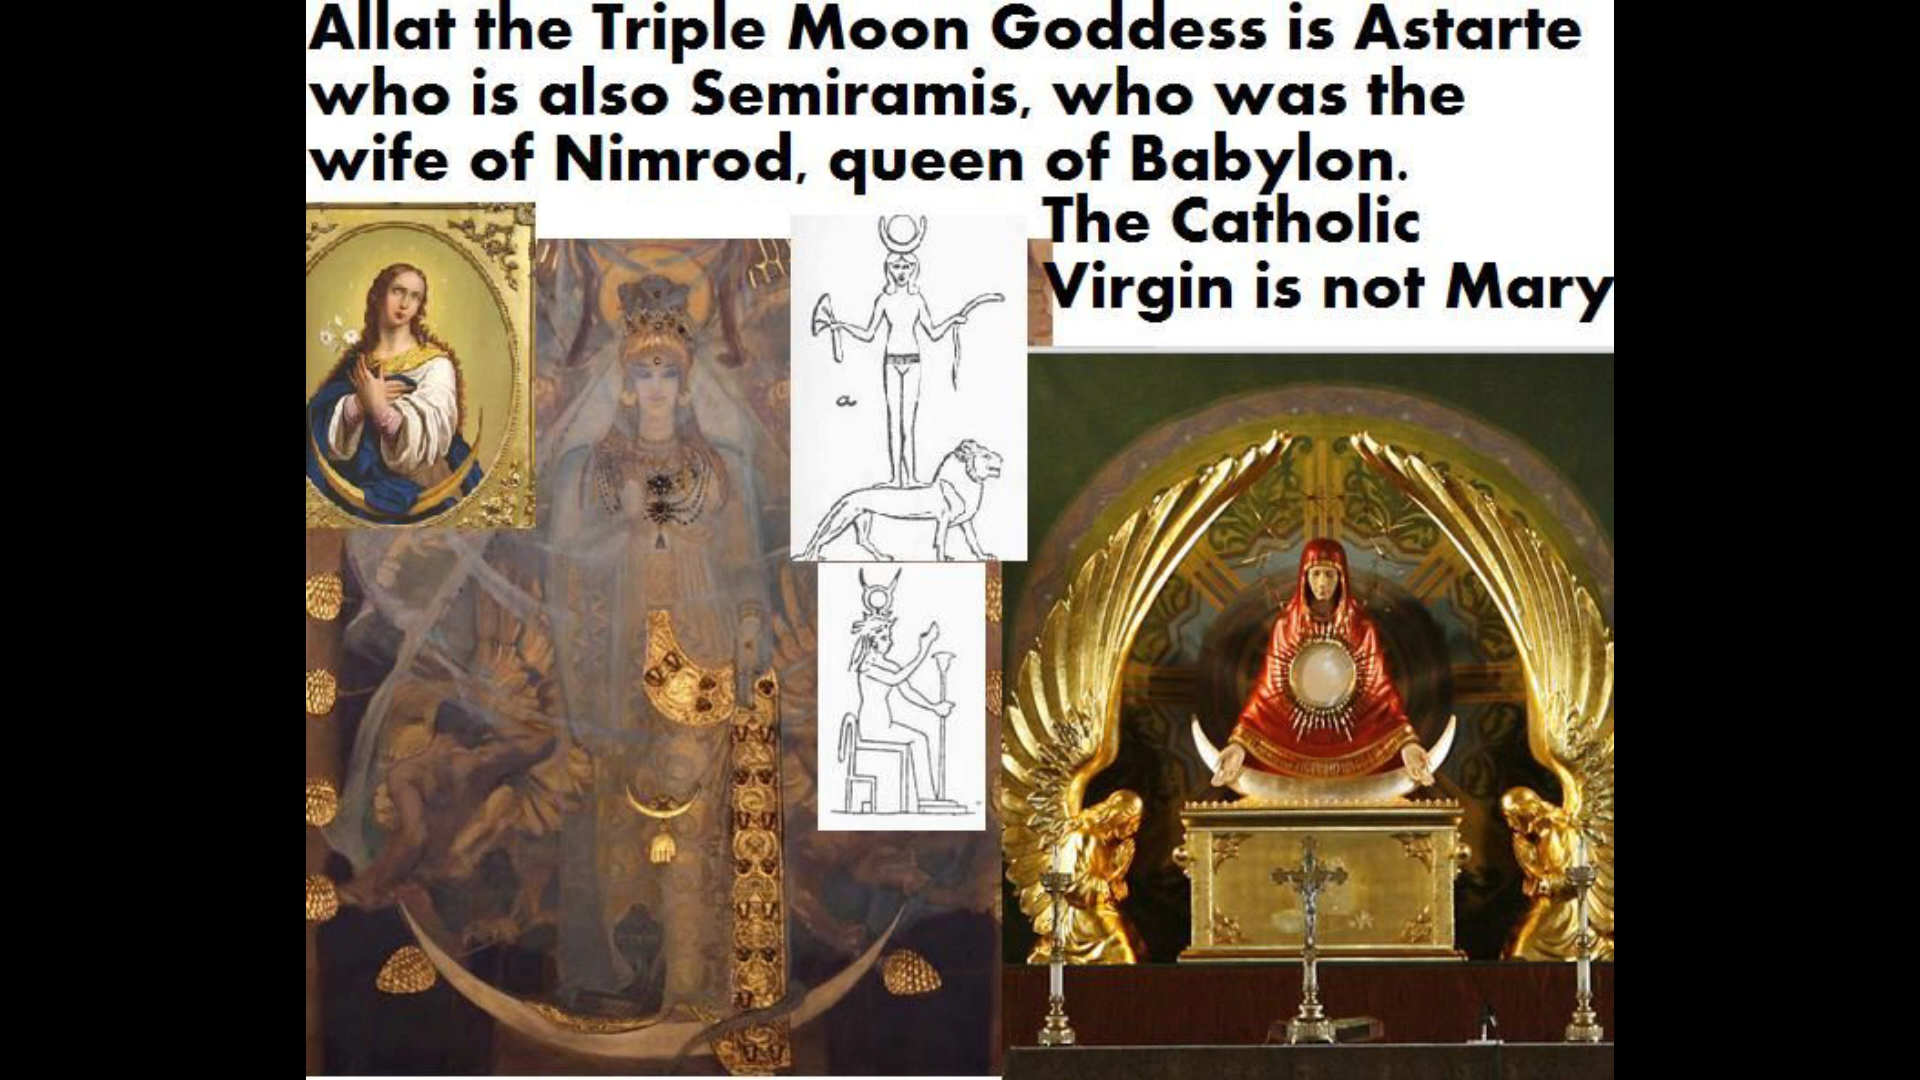 Allat the Triple Moon Goddess is Astarte
who is also Semiramis, who was the
wife of Nimrod, queen of Babylon.
The Catholic
Virgin is not Mary
a